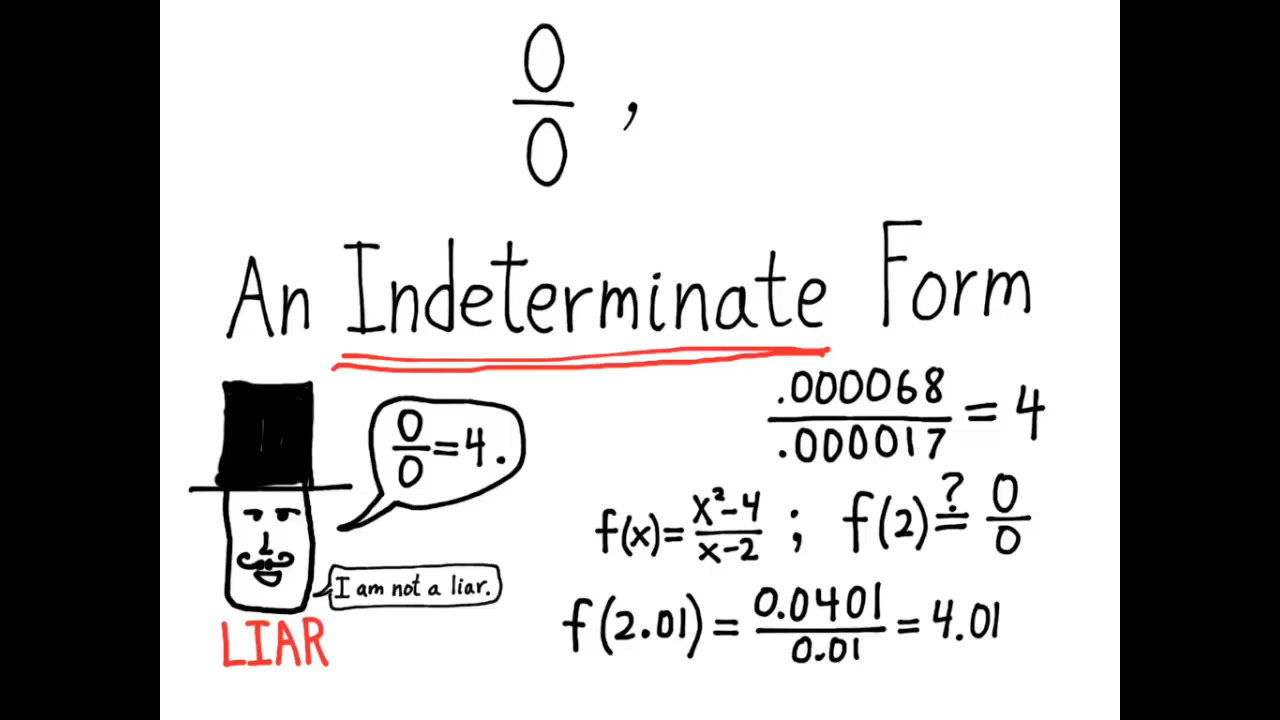 0/0 ,
An Indeterminate Form
0/0 = 4.
.000068/.000017 = 4
f(x) = x²-4/x-2 ; f(2) ≟ 0/0
I am not a liar.
f(2.01) = 0.0401/0.01 = 4.01
LIAR